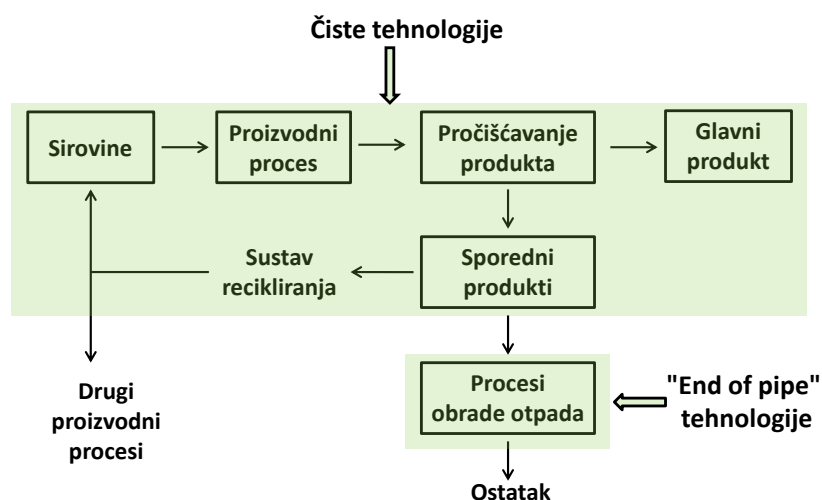 Čiste tehnologije
Sirovine
Proizvodni
proces
Pročišćavanje
produkta
Glavni
produkt
Sustav
recikliranja
Sporedni
produkti
Drugi
proizvodni
procesi
Procesi
obrade otpada
"End of pipe"
tehnologije
Ostatak